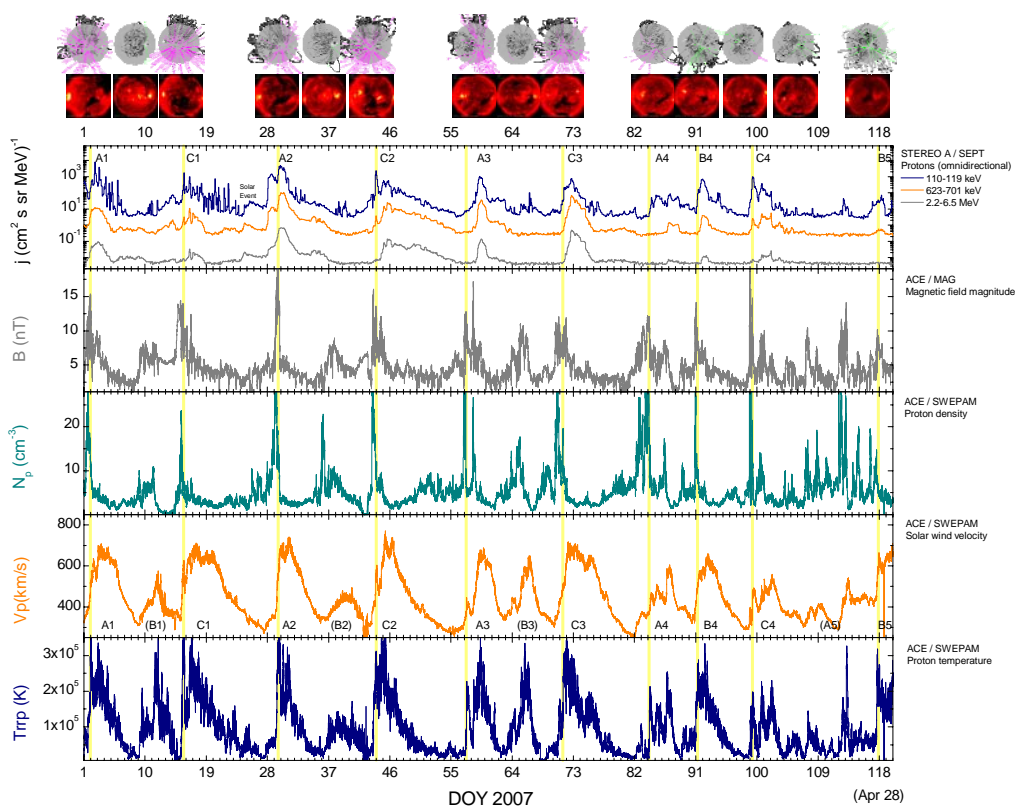 1 10 19 28 37 46 55 64 73 82 91 100 109 118
A1 C1 A2 C2 A3 C3 A4 B4 C4 B5
Solar
Event
10³
10¹
10⁻¹
j (cm² s sr MeV)⁻¹
STEREO A / SEPT
Protons (omnidirectional)
110-119 keV
623-701 keV
2.2-6.5 MeV
15
10
5
B (nT)
ACE / MAG
Magnetic field magnitude
20
10
Nₚ (cm⁻³)
ACE / SWEPAM
Proton density
800
600
400
Vp(km/s)
ACE / SWEPAM
Solar wind velocity
A1 (B1) C1 A2 (B2) C2 A3 (B3) C3 A4 B4 C4 (A5) B5
3x10⁵
2x10⁵
1x10⁵
Trrp (K)
ACE / SWEPAM
Proton temperature
1 10 19 28 37 46 55 64 73 82 91 100 109 118
DOY 2007
(Apr 28)